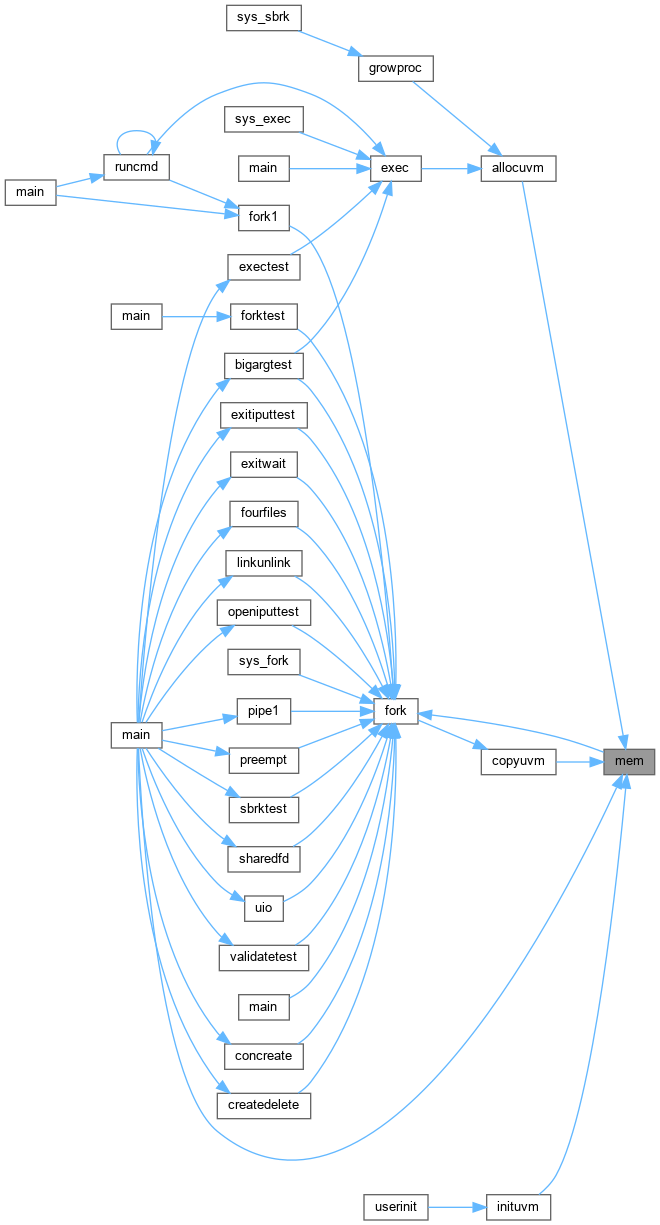 sys_sbrk
growproc
sys_exec
runcmd
main
exec
allocuvm
main
fork1
exectest
main
forktest
bigargtest
exitiputtest
exitwait
fourfiles
linkunlink
openiputtest
sys_fork
pipe1
fork
main
preempt
copyuvm
mem
sbrktest
sharedfd
uio
validatetest
main
concreate
createdelete
userinit
inituvm